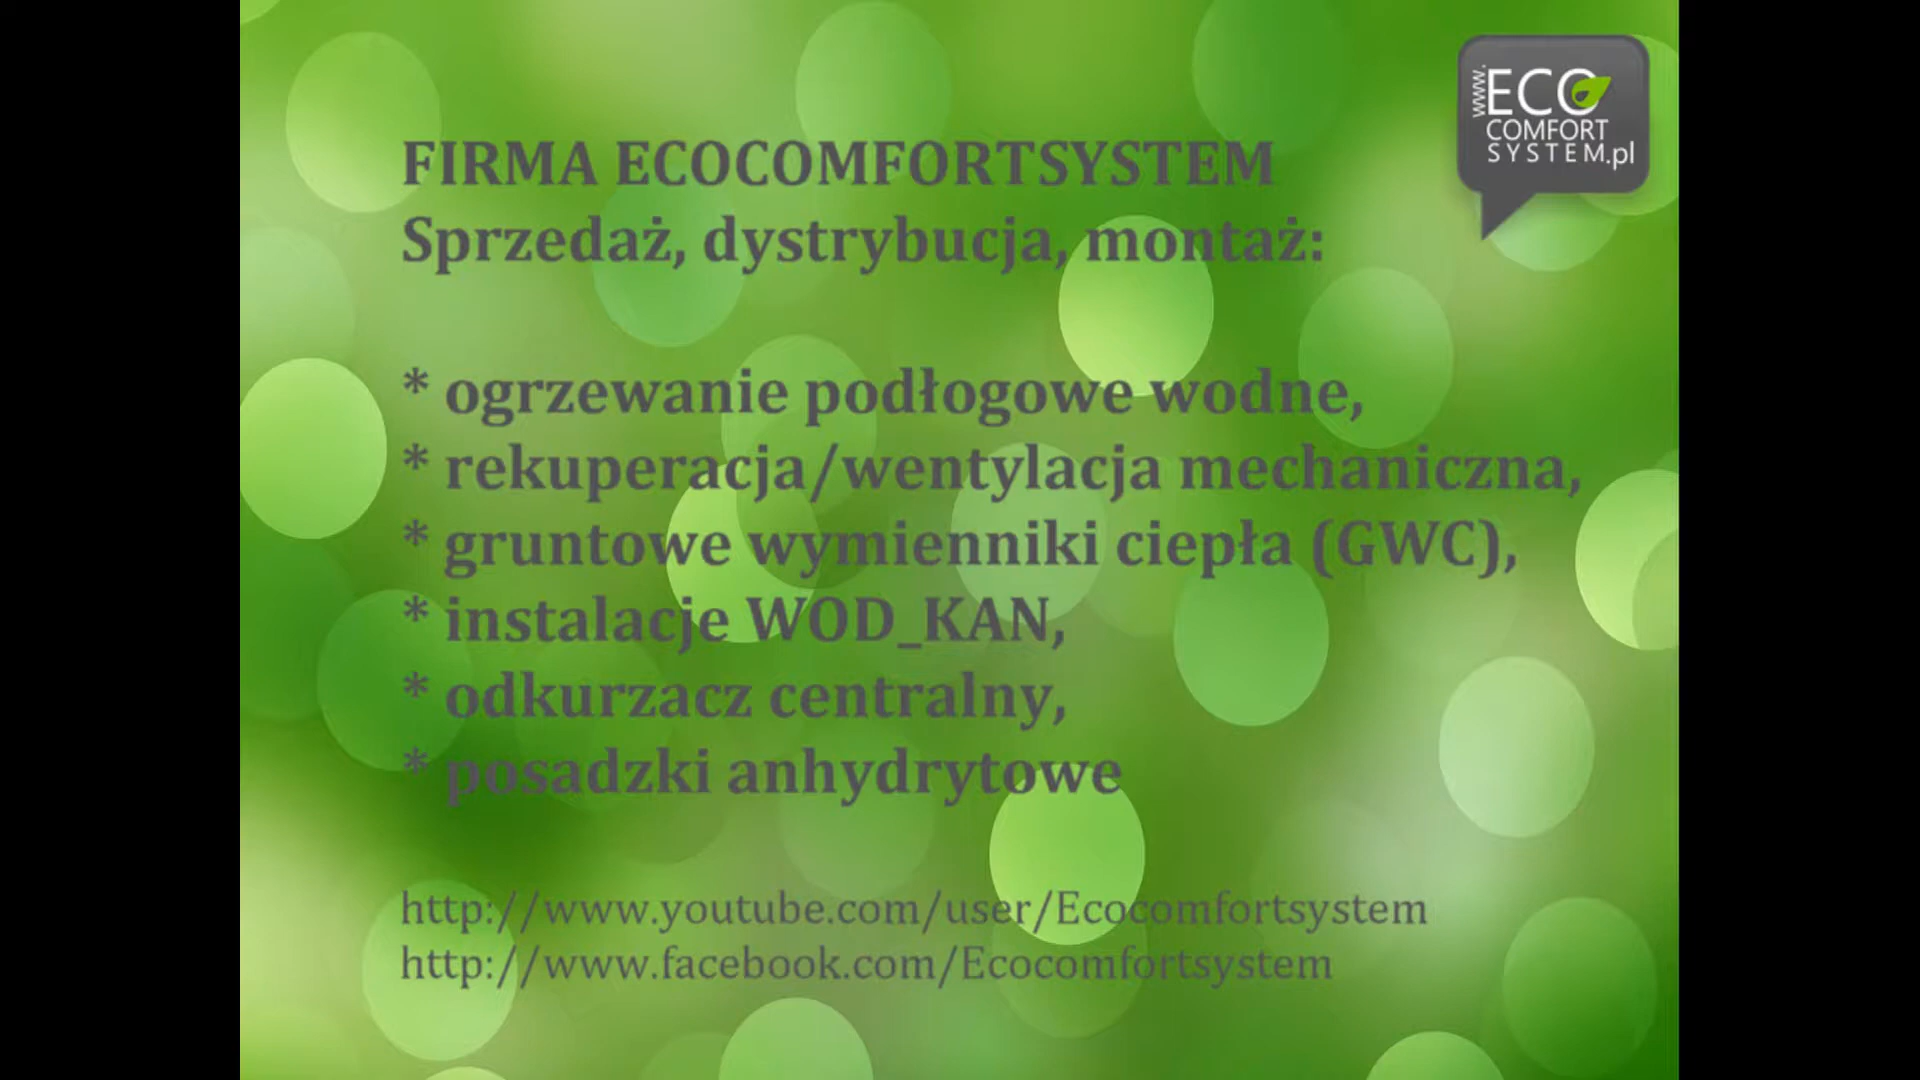 www.
ECO
COMFORT
SYSTEM.pl
FIRMA ECOCOMFORTSYSTEM
Sprzedaż, dystrybucja, montaż:
* ogrzewanie podłogowe wodne,
* rekuperacja/wentylacja mechaniczna,
* gruntowe wymienniki ciepła (GWC),
* instalacje WOD_KAN,
* odkurzacz centralny,
* posadzki anhydrytowe
http://www.youtube.com/user/Ecocomfortsystem
http://www.facebook.com/Ecocomfortsystem